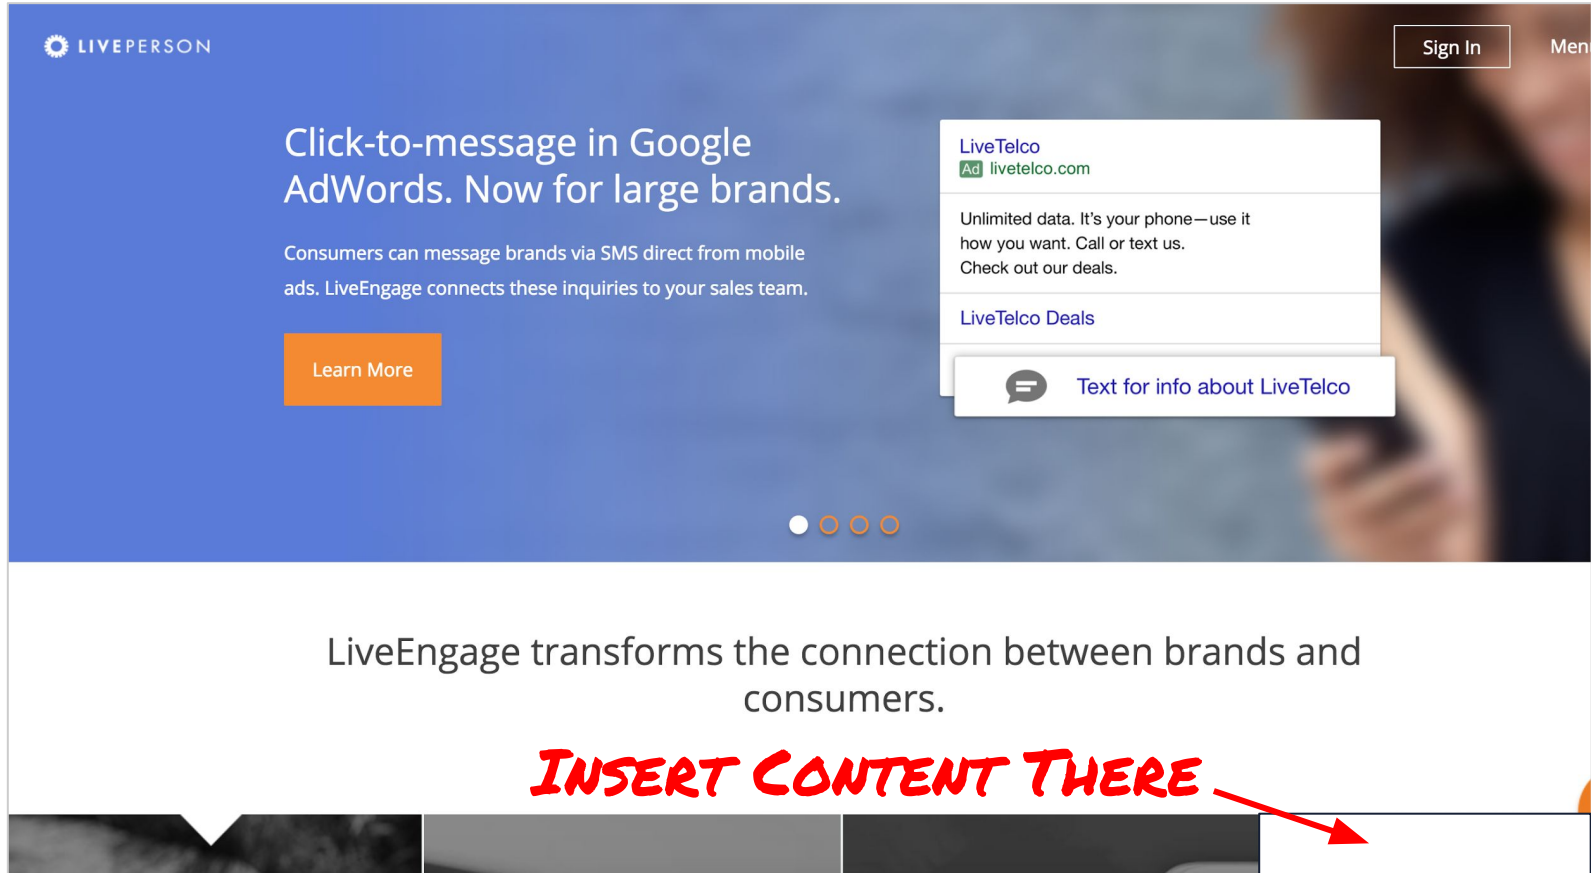 LIVEPERSON
Sign In
Men
Click-to-message in Google
AdWords. Now for large brands.
Consumers can message brands via SMS direct from mobile
ads. LiveEngage connects these inquiries to your sales team.
Learn More
LiveTelco
Ad livetelco.com
Unlimited data. It's your phone—use it
how you want. Call or text us.
Check out our deals.
LiveTelco Deals
Text for info about LiveTelco
LiveEngage transforms the connection between brands and
consumers.
INSERT CONTENT THERE